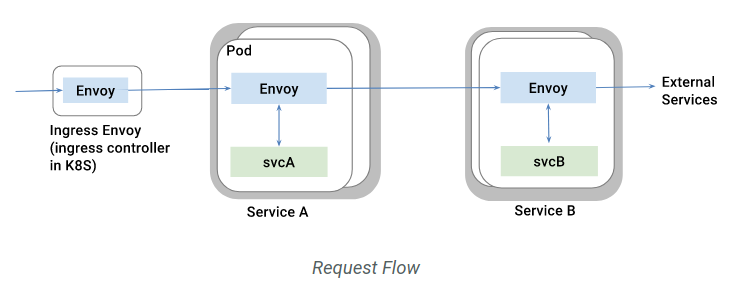 Pod
Envoy
Envoy
Envoy
External
Services
Ingress Envoy
(ingress controller
in K8S)
svcA
svcB
Service A
Service B
Request Flow